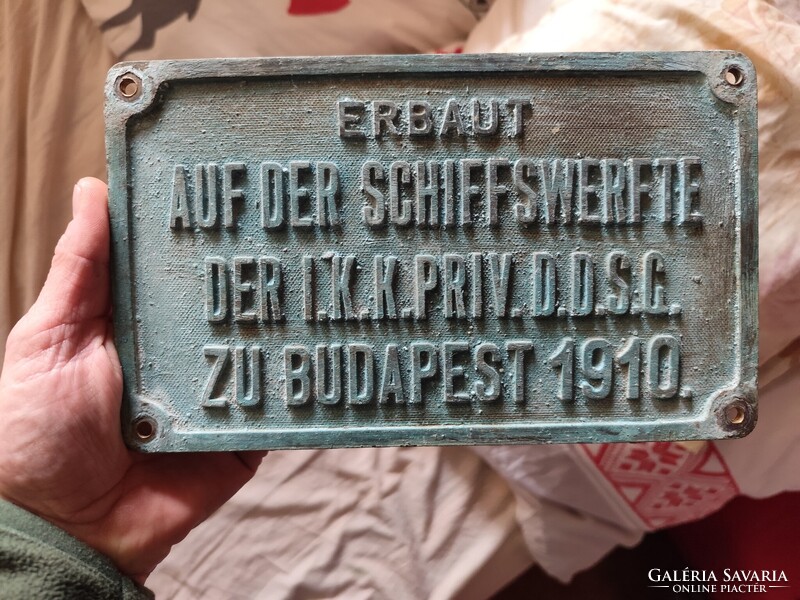 ERBAUT
AUF DER SCHIFFSWERFTE
DER I.K.K.PRIV. D.D.S.G.
ZU BUDAPEST 1910.
GALÉRIA SAVARIA
ONLINE PIACTÉR